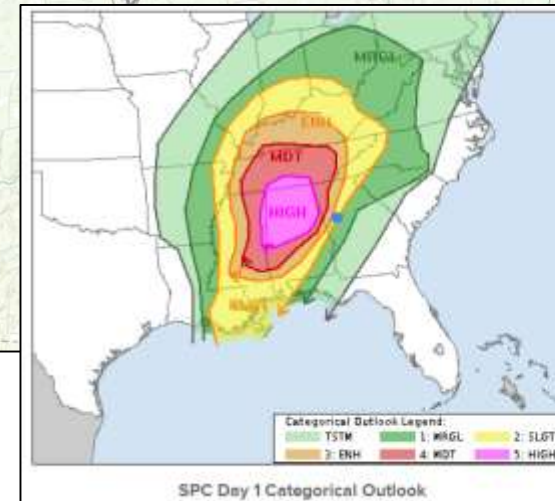 MRGL
ENH
MDT
HIGH
Categorical Outlook Legend:
TSTM 1: MRGL 2: SLGT
3: ENH 4: MDT 5: HIGH
SPC Day 1 Categorical Outlook